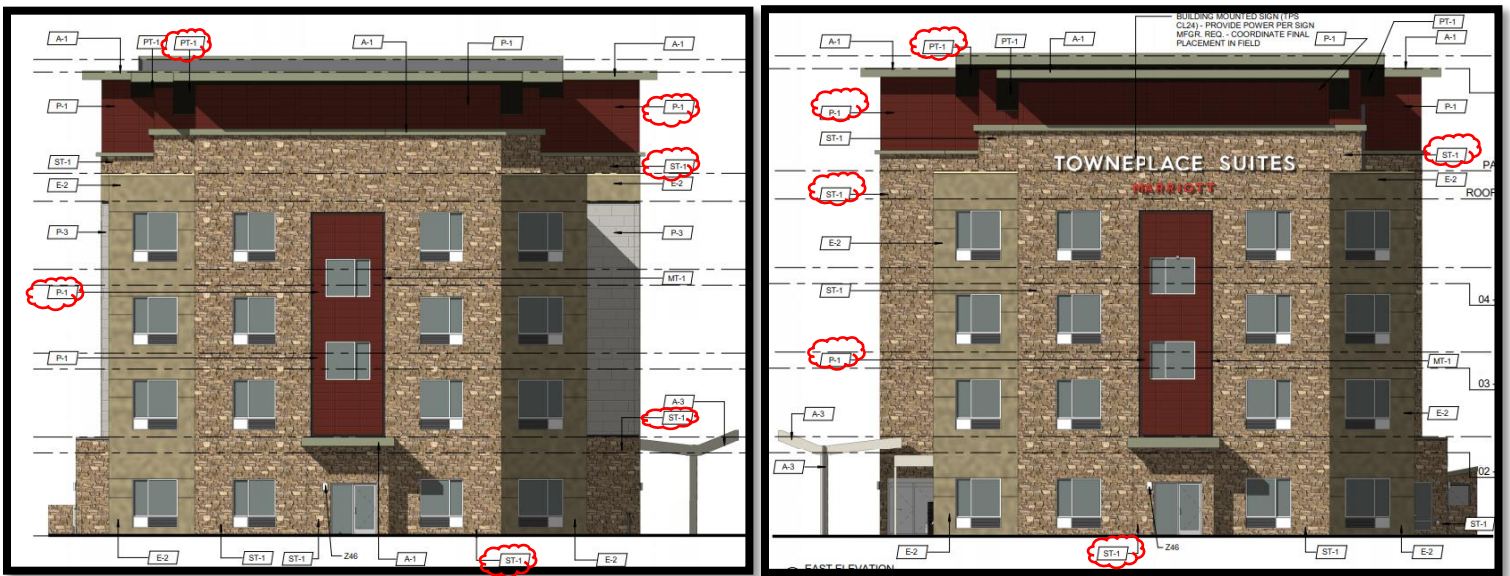 A-1
PT-1
PT-1
A-1
P-1
A-1
P-1
P-1
ST-1
ST-1
E-2
E-2
P-3
P-3
MT-1
P-1
P-1
A-3
ST-1
E-2
ST-1
ST-1
Z46
A-1
ST-1
E-2
BUILDING MOUNTED SIGN (TPS
CL24) - PROVIDE POWER PER SIGN
MFGR. REQ. - COORDINATE FINAL
PLACEMENT IN FIELD
PT-1
A-1
PT-1
PT-1
A-1
P-1
A-1
P-1
P-1
ST-1
ST-1
PA
TOWNEPLACE SUITES
MARRIOTT
ST-1
E-2
ROOF
E-2
ST-1
04 -
P-1
MT-1
03 -
A-3
E-2
A-3
02 -
ST-1
E-2
ST-1
Z46
ST-1
E-2
EAST ELEVATION